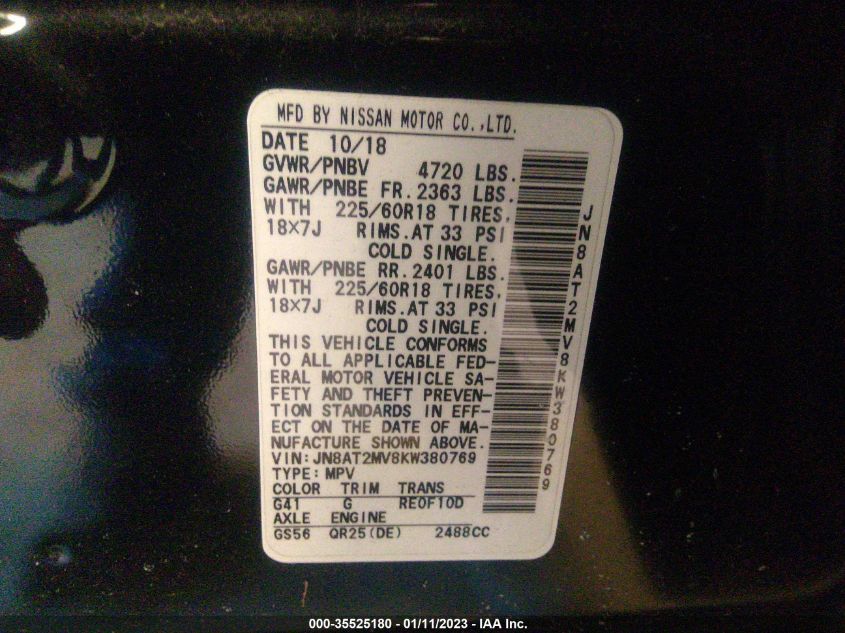 MFD BY NISSAN MOTOR CO.,LTD.
DATE 10/18
GVWR/PNBV 4720 LBS.
GAWR/PNBE FR. 2363 LBS.
WITH 225/60R18 TIRES,
18X7J RIMS.AT 33 PSI
COLD SINGLE.
GAWR/PNBE RR. 2401 LBS.
WITH 225/60R18 TIRES,
18X7J RIMS.AT 33 PSI
COLD SINGLE.
THIS VEHICLE CONFORMS
TO ALL APPLICABLE FED-
ERAL MOTOR VEHICLE SA-
FETY AND THEFT PREVEN-
TION STANDARDS IN EFF-
ECT ON THE DATE OF MA-
NUFACTURE SHOWN ABOVE.
VIN: JN8AT2MV8KW380769
TYPE: MPV
COLOR TRIM TRANS
G41 G RE0F10D
AXLE ENGINE
GS56 QR25(DE) 2488CC
JN8AT2MV8KW380769
000-35525180 - 01/11/2023 - IAA Inc.